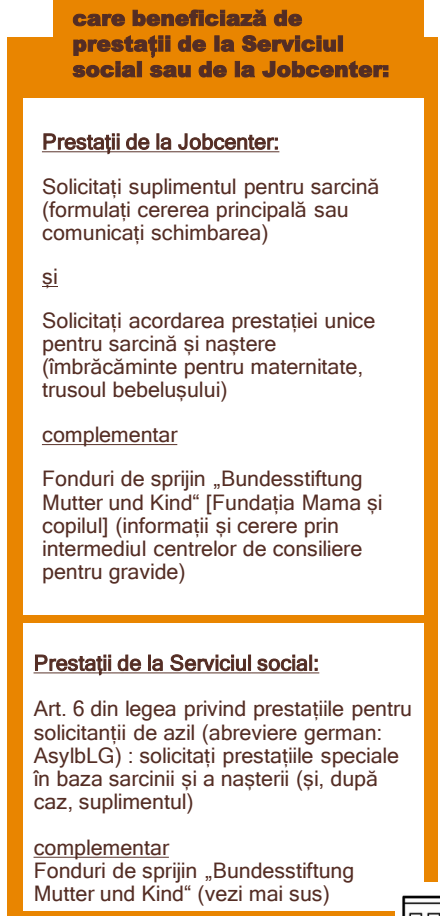 care beneficiază de
prestații de la Serviciul
social sau de la Jobcenter:
Prestații de la Jobcenter:
Solicitați suplimentul pentru sarcină
(formulați cererea principală sau
comunicați schimbarea)
și
Solicitați acordarea prestației unice
pentru sarcină și naștere
(îmbrăcăminte pentru maternitate,
trusoul bebelușului)
complementar
Fonduri de sprijin „Bundesstiftung
Mutter und Kind“ [Fundația Mama și
copilul] (informații și cerere prin
intermediul centrelor de consiliere
pentru gravide)
Prestații de la Serviciul social:
Art. 6 din legea privind prestațiile pentru
solicitanții de azil (abreviere german:
AsylbLG) : solicitați prestațiile speciale
în baza sarcinii și a nașterii (și, după
caz, suplimentul)
complementar
Fonduri de sprijin „Bundesstiftung
Mutter und Kind“ (vezi mai sus)